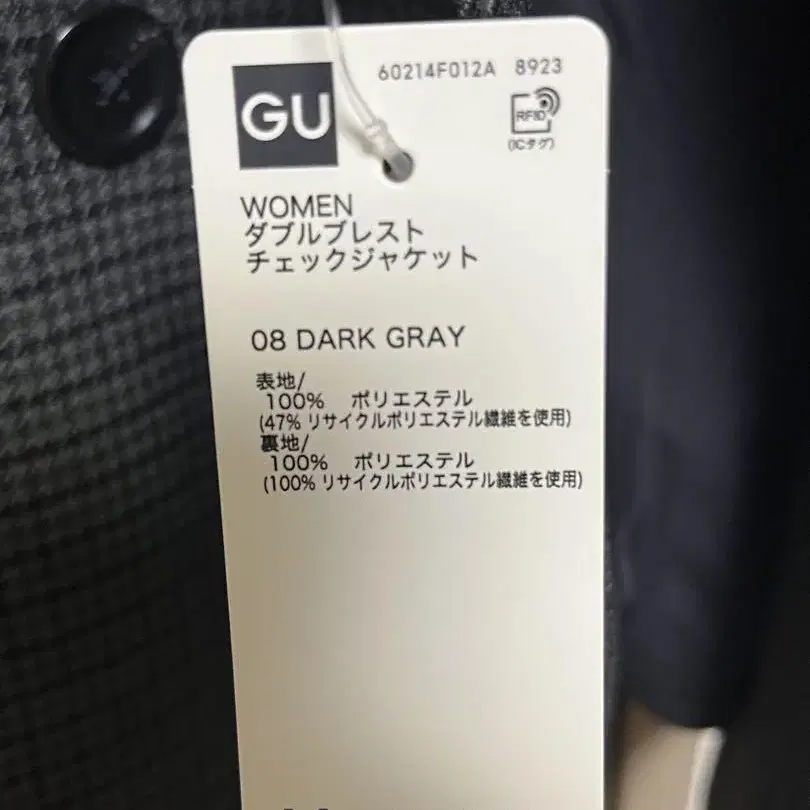 60214F012A 8923
GU
RFID
(ICタグ)
WOMEN
ダブルブレスト
チェックジャケット
08 DARK GRAY
表地/
100% ポリエステル
(47% リサイクルポリエステル繊維を使用)
裏地/
100% ポリエステル
(100% リサイクルポリエステル繊維を使用)